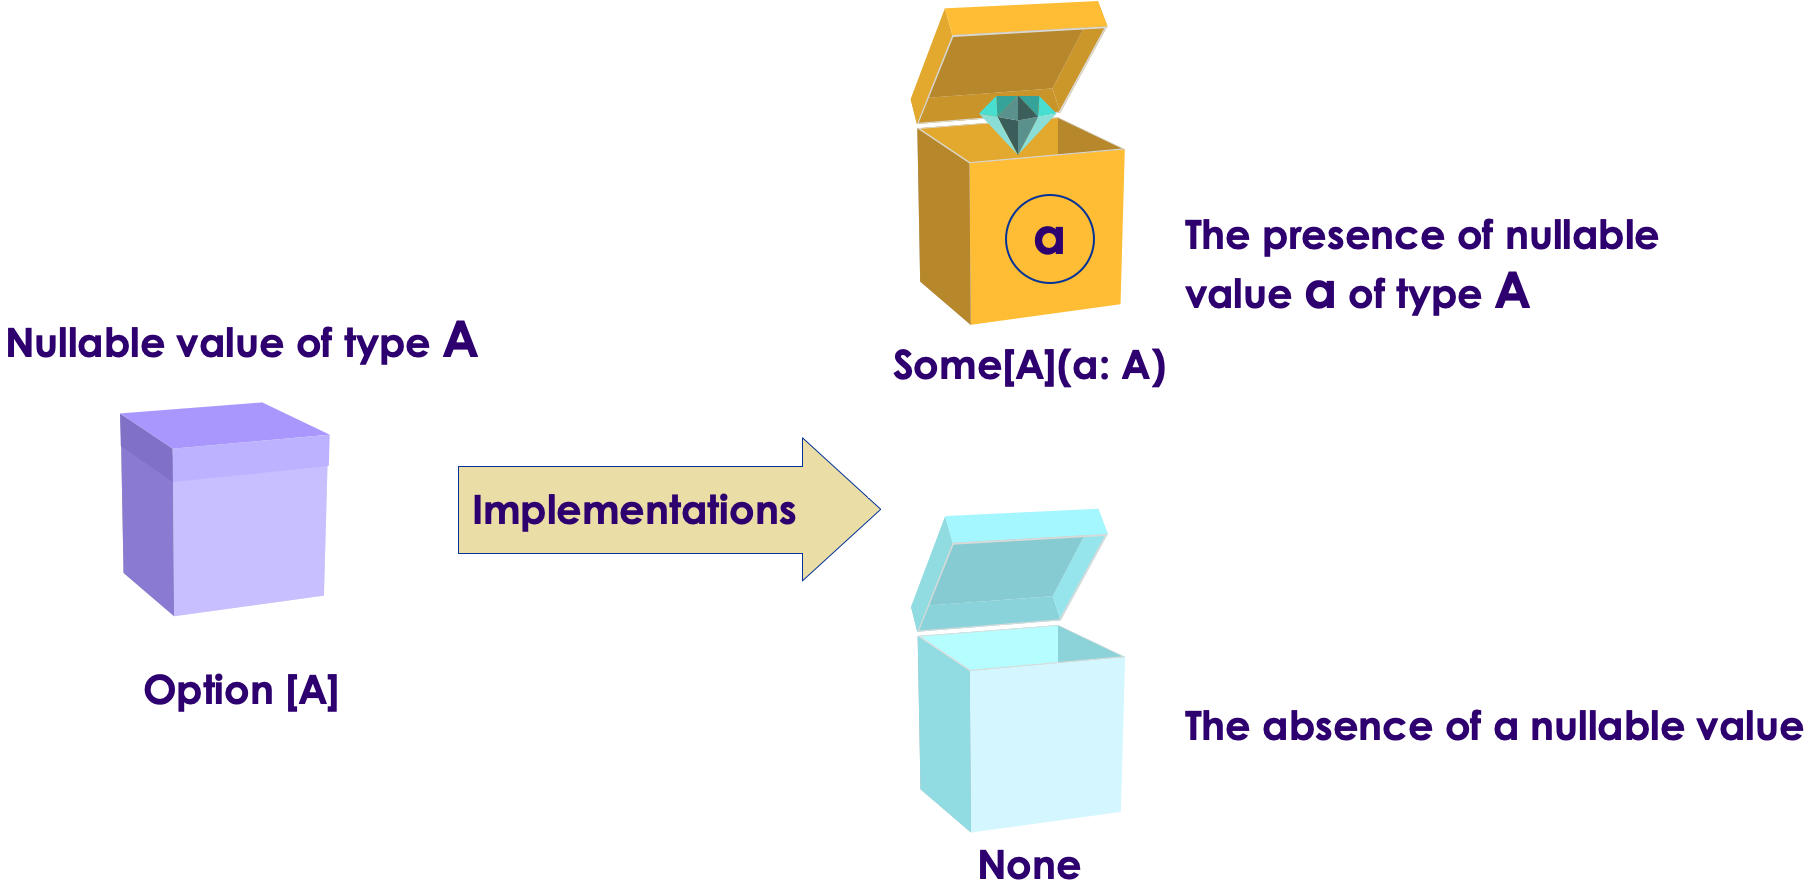 a
The presence of nullable
value a of type A
Some[A](a: A)
Nullable value of type A
Option [A]
Implementations
The absence of a nullable value
None